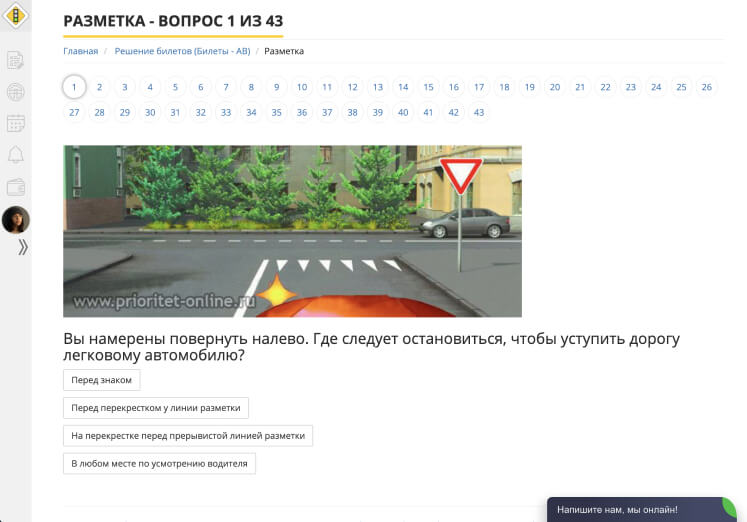 РАЗМЕТКА - ВОПРОС 1 ИЗ 43
Главная / Решение билетов (Билеты - АВ) / Разметка
1 2 3 4 5 6 7 8 9 10 11 12 13 14 15 16 17 18 19 20 21 22 23 24 25 26
27 28 29 30 31 32 33 34 35 36 37 38 39 40 41 42 43
www.prioritet-online.ru
Вы намерены повернуть налево. Где следует остановиться, чтобы уступить дорогу
легковому автомобилю?
Перед знаком
Перед перекрестком у линии разметки
На перекрестке перед прерывистой линией разметки
В любом месте по усмотрению водителя
Напишите нам, мы онлайн!